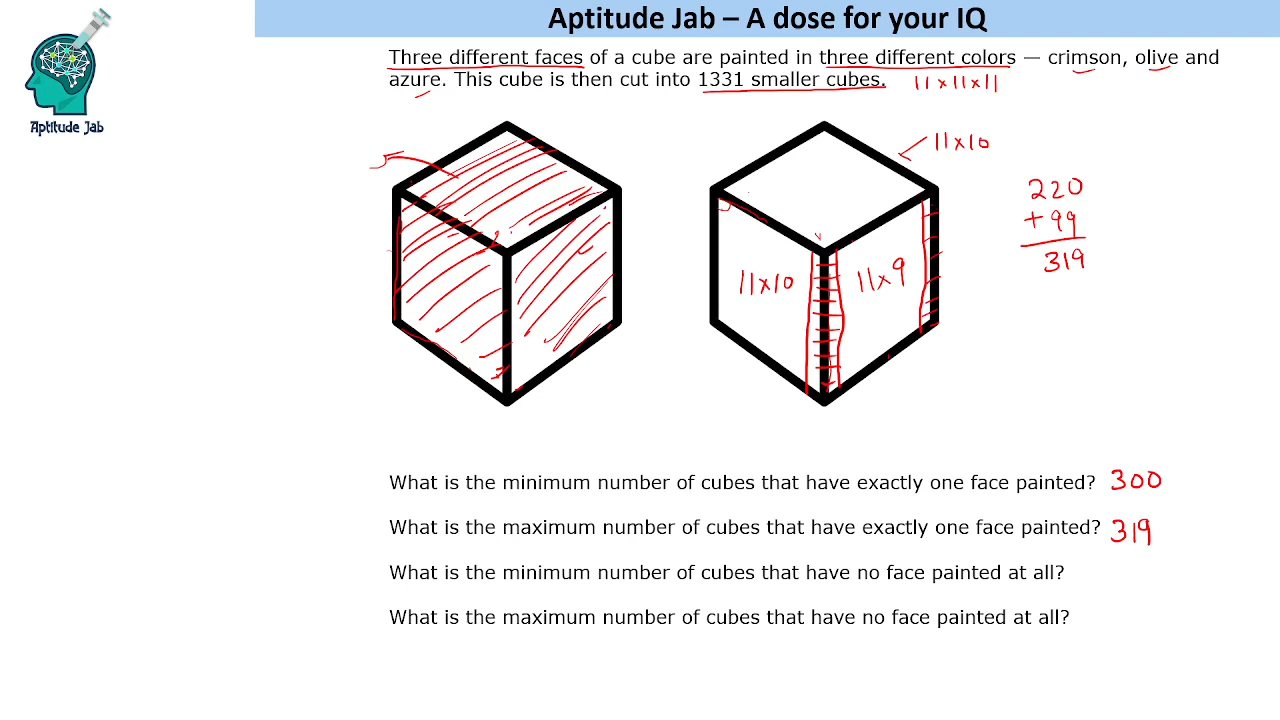 Aptitude Jab – A dose for your IQ
Three different faces of a cube are painted in three different colors — crimson, olive and
azure. This cube is then cut into 1331 smaller cubes. 11×11×11
Aptitude Jab
11×10
220
+99
319
11×10
11×9
What is the minimum number of cubes that have exactly one face painted? 300
What is the maximum number of cubes that have exactly one face painted? 319
What is the minimum number of cubes that have no face painted at all?
What is the maximum number of cubes that have no face painted at all?